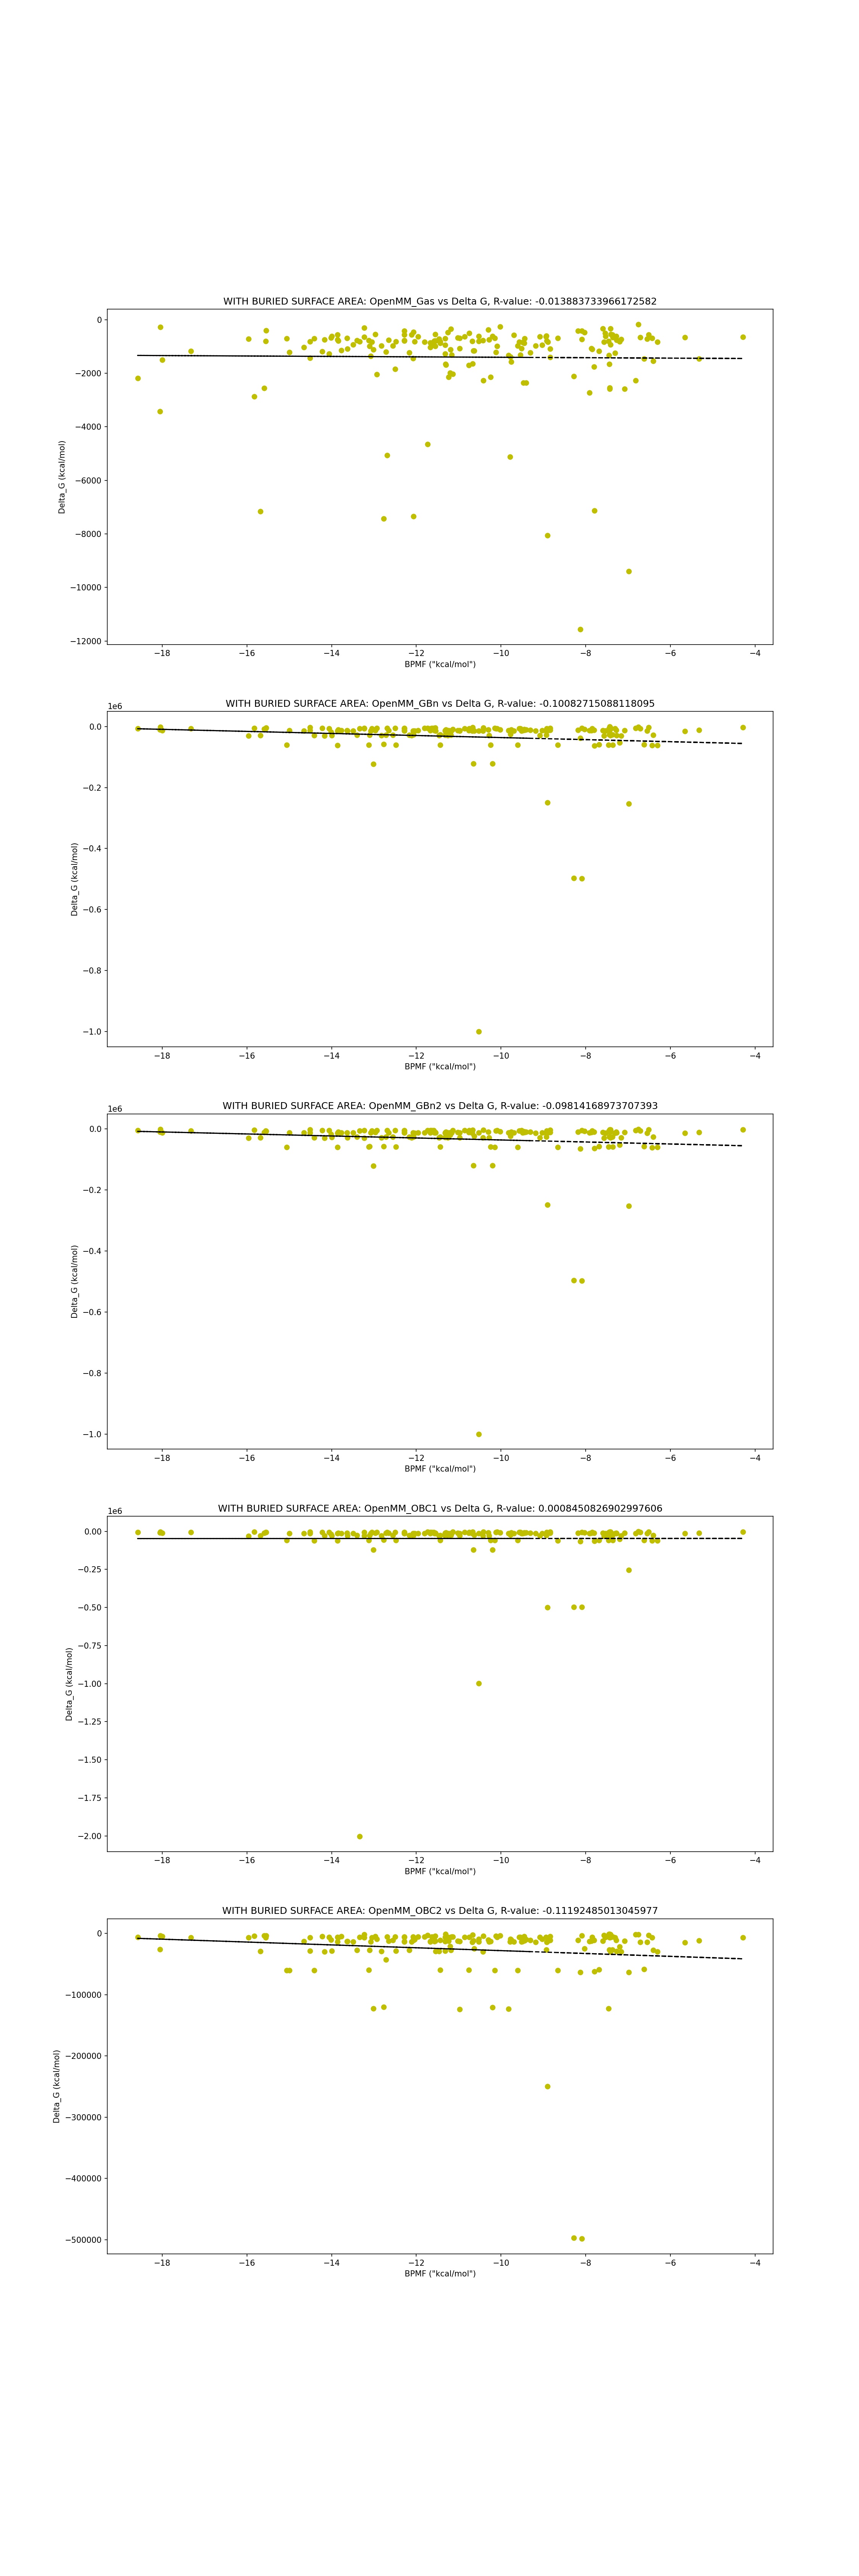 WITH BURIED SURFACE AREA: OpenMM_Gas vs Delta G, R-value: -0.013883733966172582
0
−2000
−4000
−6000
−8000
−10000
−12000
Delta_G (kcal/mol)
−18 −16 −14 −12 −10 −8 −6 −4
BPMF ("kcal/mol")
WITH BURIED SURFACE AREA: OpenMM_GBn vs Delta G, R-value: -0.10082715088118095
1e6
0.0
−0.2
−0.4
−0.6
−0.8
−1.0
Delta_G (kcal/mol)
−18 −16 −14 −12 −10 −8 −6 −4
BPMF ("kcal/mol")
WITH BURIED SURFACE AREA: OpenMM_GBn2 vs Delta G, R-value: -0.09814168973707393
1e6
0.0
−0.2
−0.4
−0.6
−0.8
−1.0
Delta_G (kcal/mol)
−18 −16 −14 −12 −10 −8 −6 −4
BPMF ("kcal/mol")
WITH BURIED SURFACE AREA: OpenMM_OBC1 vs Delta G, R-value: 0.0008450826902997606
1e6
0.00
−0.25
−0.50
−0.75
−1.00
−1.25
−1.50
−1.75
−2.00
Delta_G (kcal/mol)
−18 −16 −14 −12 −10 −8 −6 −4
BPMF ("kcal/mol")
WITH BURIED SURFACE AREA: OpenMM_OBC2 vs Delta G, R-value: -0.11192485013045977
0
−100000
−200000
−300000
−400000
−500000
Delta_G (kcal/mol)
−18 −16 −14 −12 −10 −8 −6 −4
BPMF ("kcal/mol")